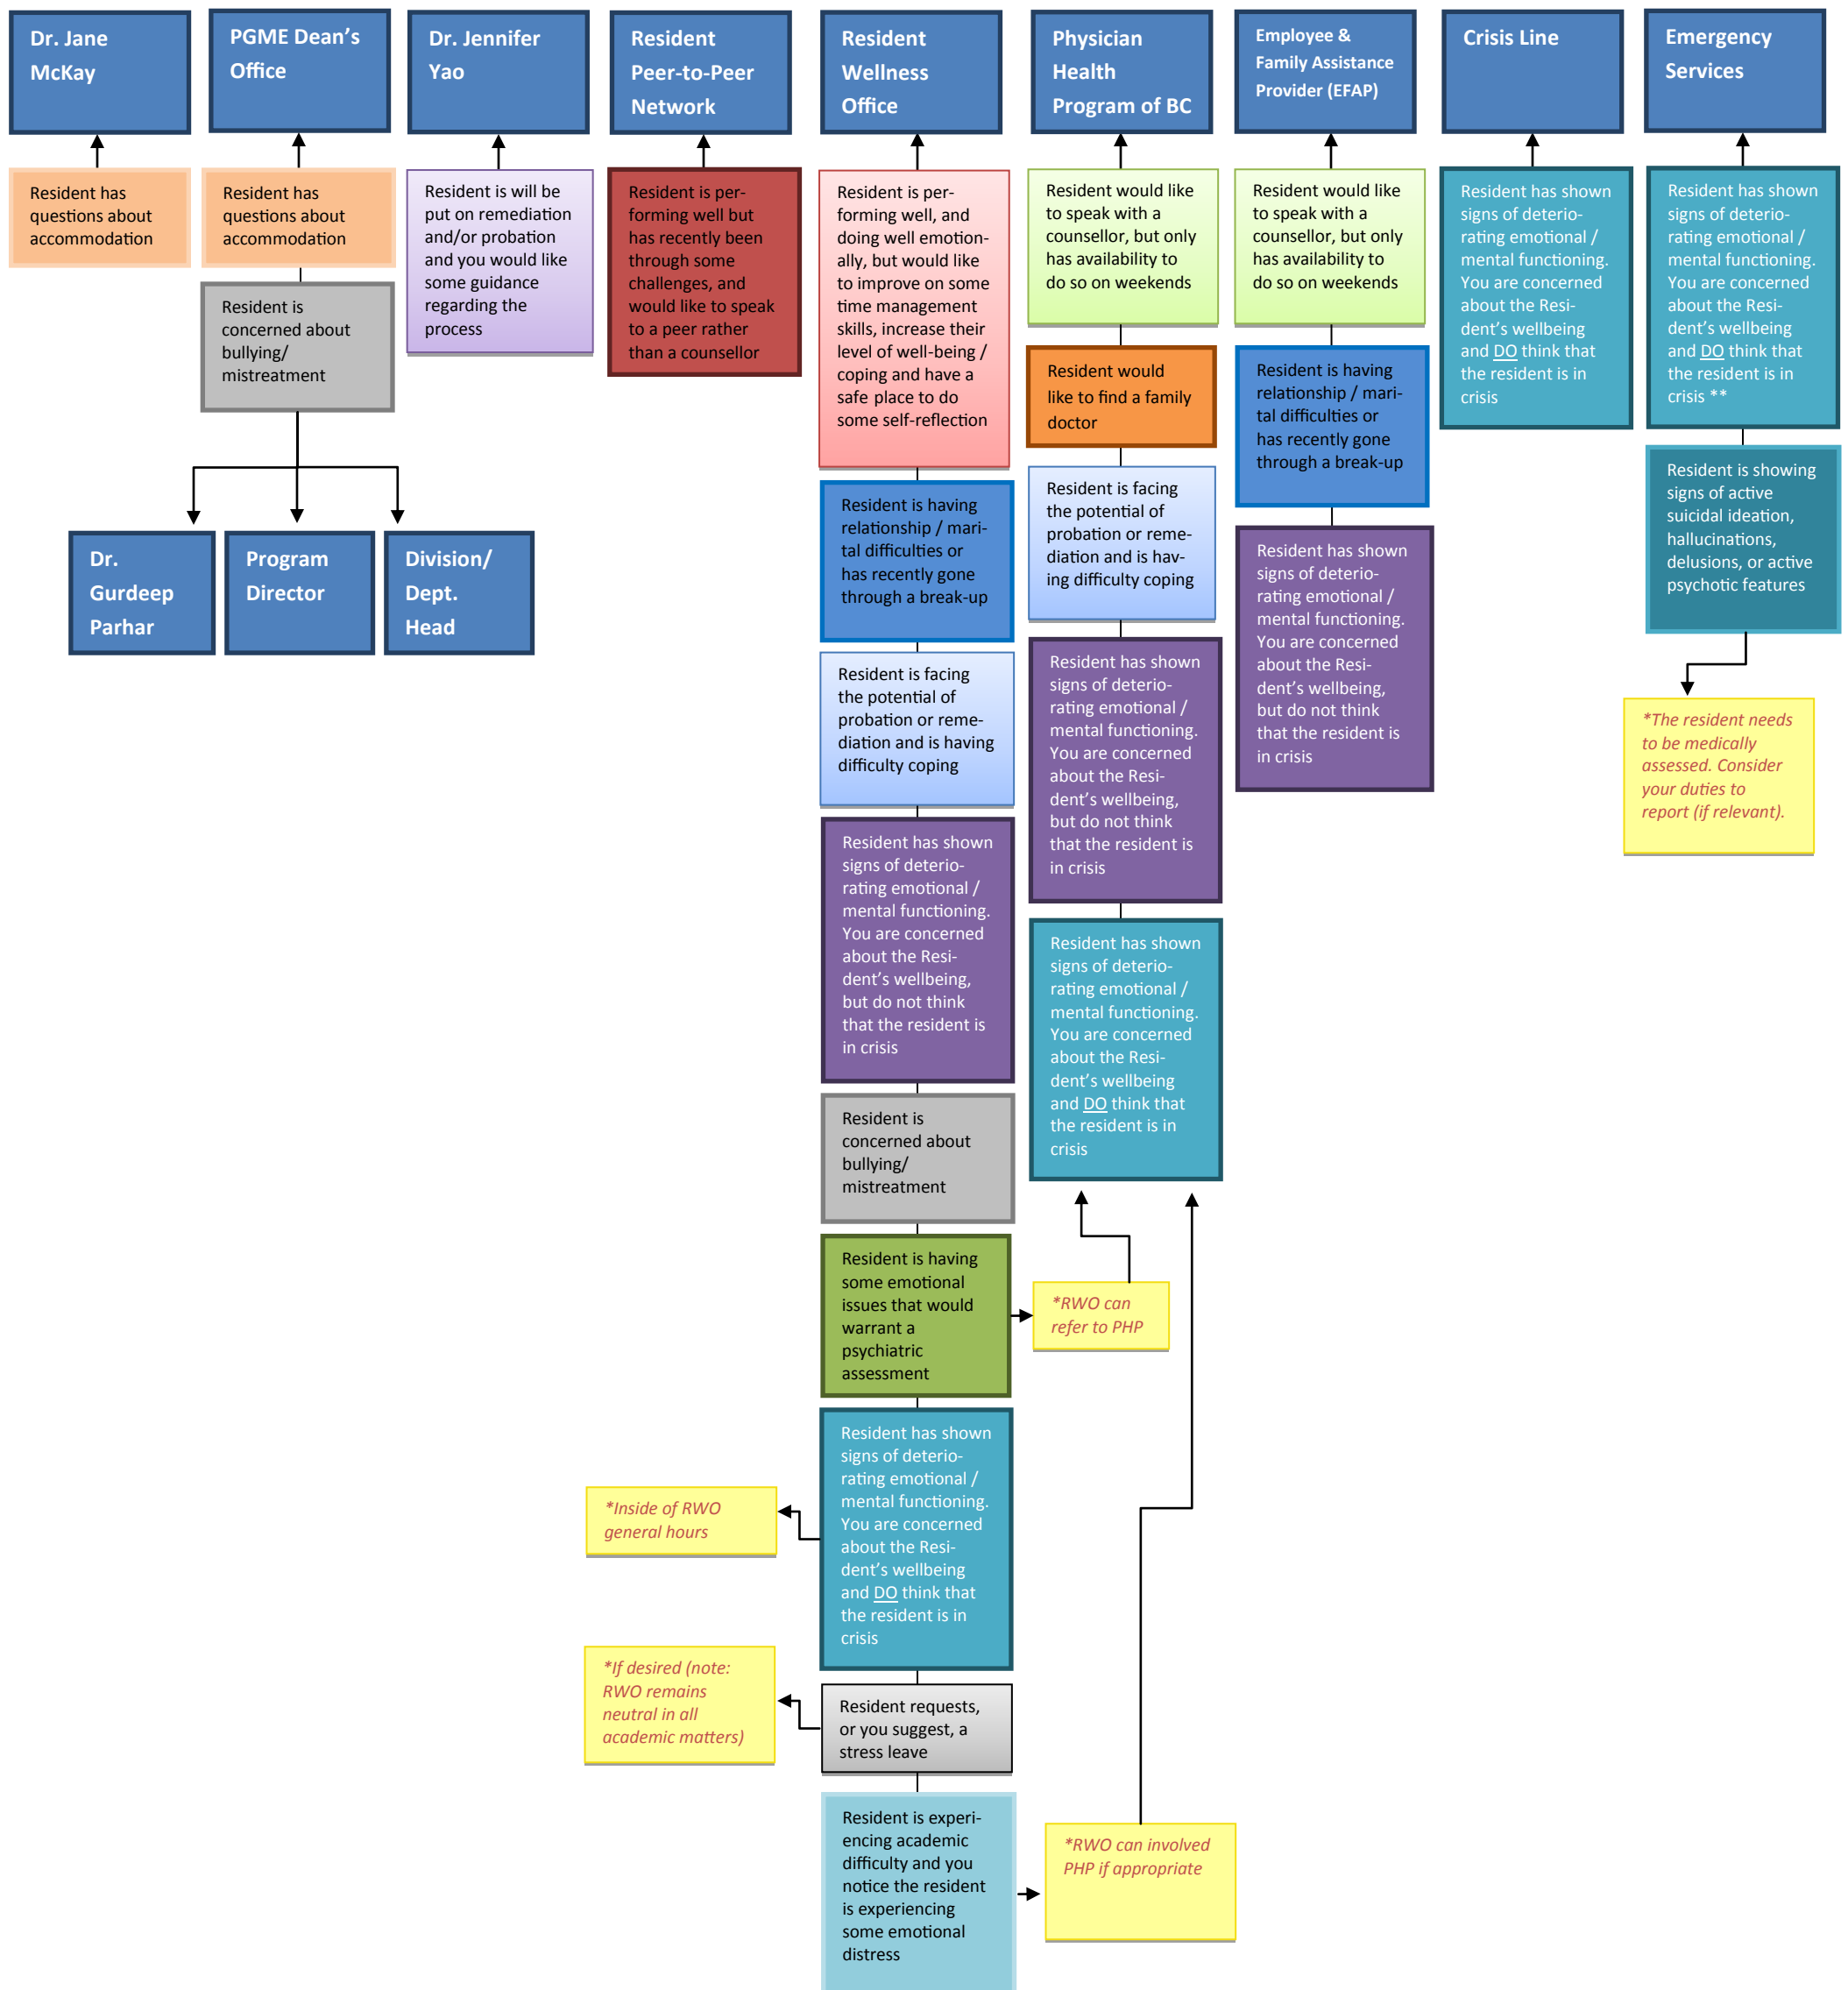 Dr. Jane
McKay
Resident has
questions about
accommodation
PGME Dean's
Office
Resident has
questions about
accommodation
Resident is
concerned about
bullying/
mistreatment
Dr.
Gurdeep
Parhar
Program
Director
Division/
Dept.
Head
Dr. Jennifer
Yao
Resident is will be
put on remediation
and/or probation
and you would like
some guidance
regarding the
process
Resident
Peer-to-Peer
Network
Resident is per-
forming well but
has recently been
through some
challenges, and
would like to speak
to a peer rather
than a counsellor
Resident
Wellness
Office
Resident is per-
forming well, and
doing well emotion-
ally, but would like
to improve on some
time management
skills, increase their
level of well-being /
coping and have a
safe place to do
some self-reflection
Resident is having
relationship / mari-
tal difficulties or
has recently gone
through a break-up
Resident is facing
the potential of
probation or reme-
diation and is having
difficulty coping
Resident has shown
signs of deterio-
rating emotional /
mental functioning.
You are concerned
about the Resi-
dent's wellbeing,
but do not think
that the resident is
in crisis
Resident is
concerned about
bullying/
mistreatment
Resident is having
some emotional
issues that would
warrant a
psychiatric
assessment
*RWO can
refer to PHP
Resident has shown
signs of deterio-
rating emotional /
mental functioning.
You are concerned
about the Resi-
dent's wellbeing
and DO think that
the resident is in
crisis
*Inside of RWO
general hours
Resident requests,
or you suggest, a
stress leave
*If desired (note:
RWO remains
neutral in all
academic matters)
Resident is experi-
encing academic
difficulty and you
notice the resident
is experiencing
some emotional
distress
*RWO can involved
PHP if appropriate
Physician
Health
Program of BC
Resident would like
to speak with a
counsellor, but only
has availability to
do so on weekends
Resident would
like to find a family
doctor
Resident is facing
the potential of
probation or reme-
diation and is hav-
ing difficulty coping
Resident has shown
signs of deterio-
rating emotional /
mental functioning.
You are concerned
about the Resi-
dent's wellbeing,
but do not think
that the resident is
in crisis
Resident has shown
signs of deterio-
rating emotional /
mental functioning.
You are concerned
about the Resi-
dent's wellbeing
and DO think that
the resident is in
crisis
Employee &
Family Assistance
Provider (EFAP)
Resident would like
to speak with a
counsellor, but only
has availability to
do so on weekends
Resident is having
relationship / mari-
tal difficulties or
has recently gone
through a break-up
Resident has shown
signs of deterio-
rating emotional /
mental functioning.
You are concerned
about the Resi-
dent's wellbeing,
but do not think
that the resident is
in crisis
Crisis Line
Resident has shown
signs of deterio-
rating emotional /
mental functioning.
You are concerned
about the Resi-
dent's wellbeing
and DO think that
the resident is in
crisis
Emergency
Services
Resident has shown
signs of deterio-
rating emotional /
mental functioning.
You are concerned
about the Resi-
dent's wellbeing
and DO think that
the resident is in
crisis **
Resident is showing
signs of active
suicidal ideation,
hallucinations,
delusions, or active
psychotic features
*The resident needs
to be medically
assessed. Consider
your duties to
report (if relevant).